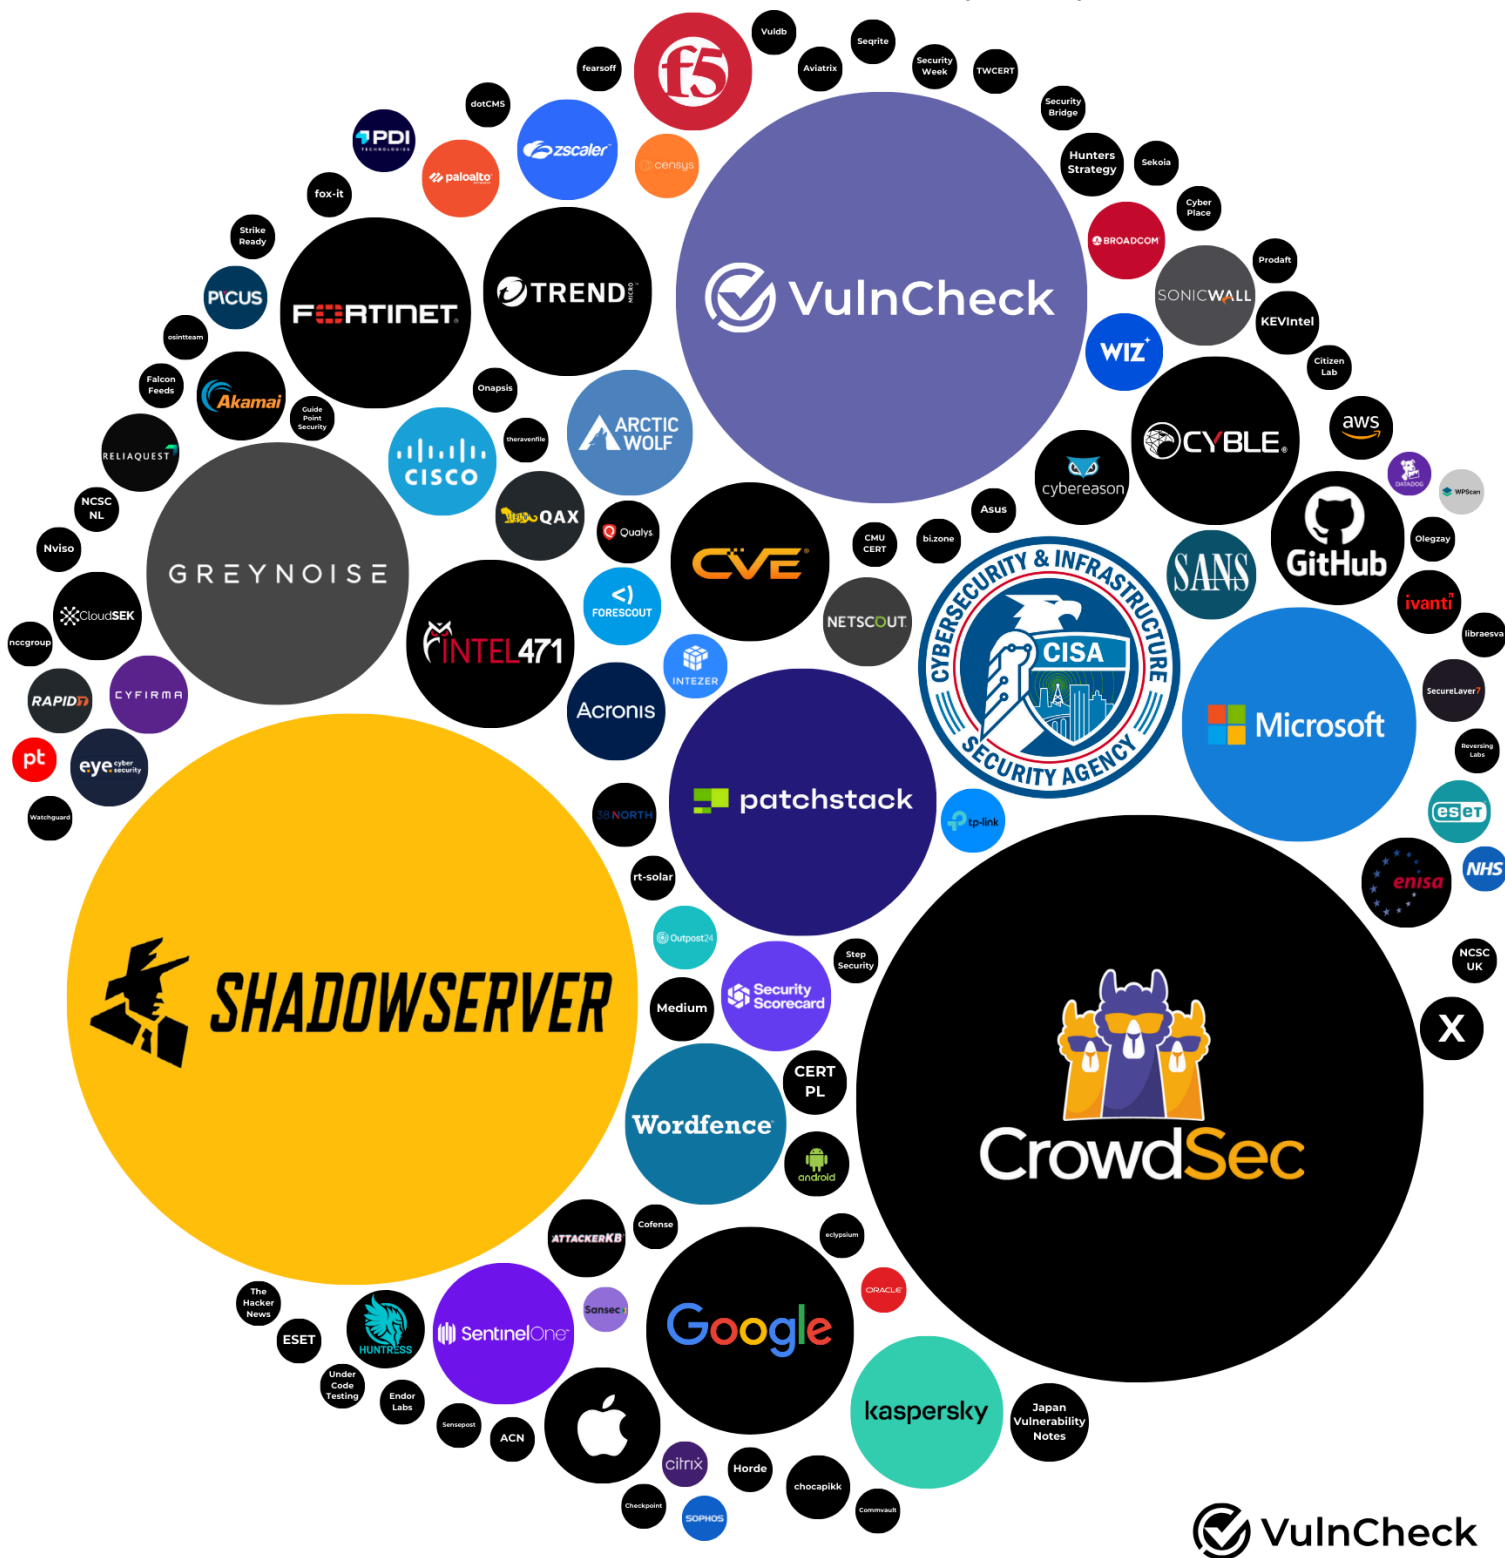 Vuldb
Seqrite
fearsoff
f5
Aviatrix
Security
Week
TWCERT
dotCMS
Security
Bridge
PDI
TECHNOLOGIES
zscaler
censys
Hunters
Strategy
Sekoia
paloalto
NETWORKS
fox-it
Cyber
Place
Strike
Ready
BROADCOM
Prodaft
PICUS
FORTINET
TREND
MICRO
VulnCheck
SONICWALL
KEVIntel
osintteam
WIZ
Citizen
Lab
Falcon
Feeds
Akamai
Guide
Point
Security
Onapsis
ARCTIC
WOLF
CYBLE
aws
RELIAQUEST
theravenfile
CISCO
cybereason
DATADOG
WPScan
NCSC
NL
QAX
Qualys.
Asus
Nviso
GREYNOISE
CVE
CMU
CERT
bi.zone
GitHub
Olegzay
SANS
CloudSEK
FORESCOUT
NETSCOUT
CYBERSECURITY & INFRASTRUCTURE
CISA
SECURITY AGENCY
ivanti
nccgroup
INTEL471
libraesva
RAPID7
CYFIRMA
INTEZER
SecureLayer7
Acronis
Microsoft
pt
eye cyber
security
Reversing
Labs
Watchguard
38 NORTH
patchstack
tp-link
eset
rt-solar
enisa
NHS
Outpost24
Step
Security
NCSC
UK
SHADOWSERVER
Medium
Security
Scorecard
X
CERT
PL
Wordfence
CrowdSec
android
ATTACKERKB
Cofense
eclypsium
ORACLE
The
Hacker
News
Sansec
ESET
HUNTRESS
SentinelOne
Google
Under
Code
Testing
Endor
Labs
kaspersky
Japan
Vulnerability
Notes
Sensepost
ACN
citrix
Horde
chocapikk
Checkpoint
SOPHOS
Commvault
VulnCheck